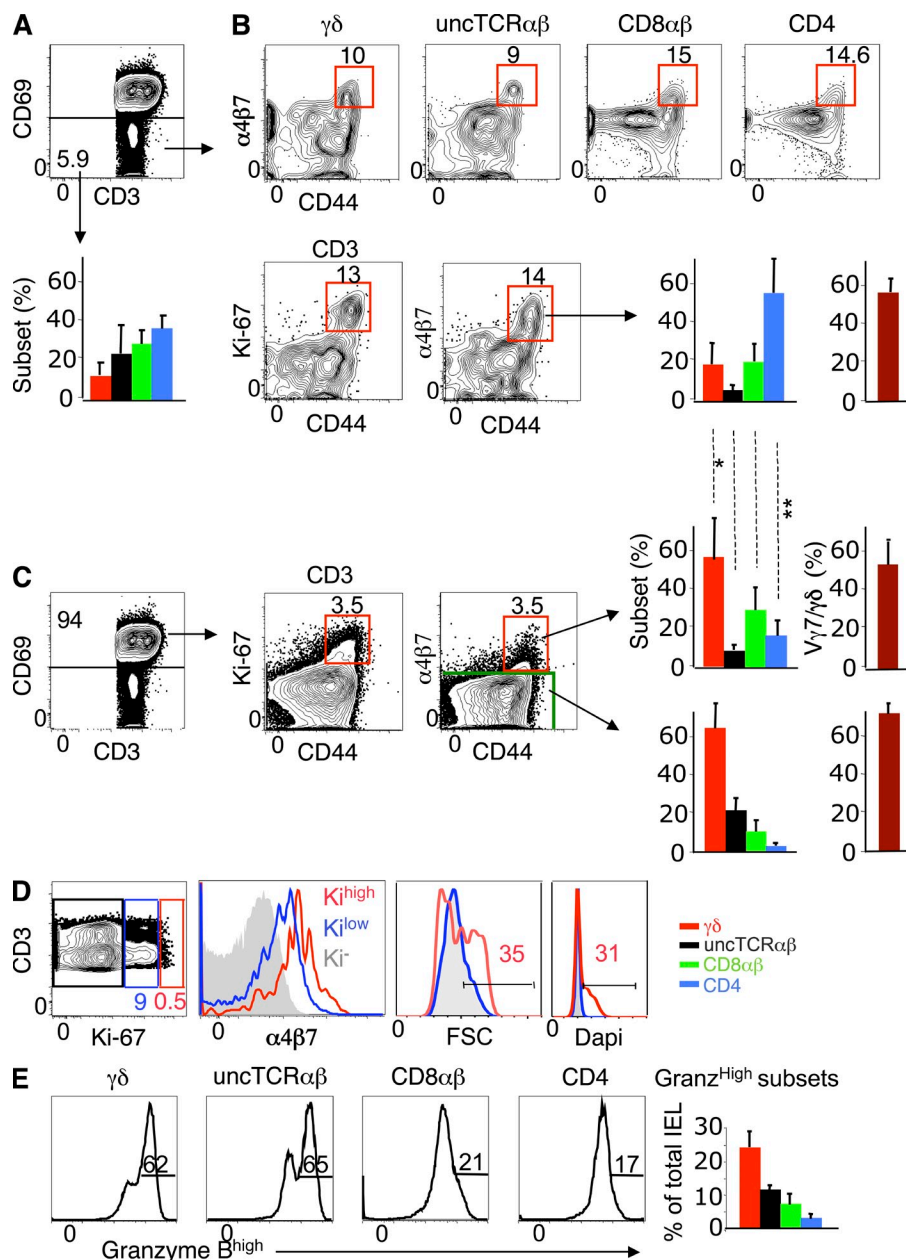 A
B
γδ
uncTCRαβ
CD8αβ
CD4
CD69
0
5.9
0
CD3
α4β7
0
10
9
15
14.6
0
0
0
0
CD44
CD3
Subset (%)
60
40
20
0
Ki-67
0
13
0
CD44
α4β7
0
14
0
CD44
60
40
20
0
60
40
20
0
*
**
C
CD3
CD69
94
0
0
CD3
Ki-67
3.5
0
0
CD44
α4β7
3.5
0
0
CD44
Subset (%)
60
40
20
0
Vγ7/γδ (%)
60
40
20
0
60
40
20
0
60
40
20
0
D
CD3
0
9 0.5
0
Ki-67
Kihigh
Kilow
Ki-
0
α4β7
35
0
FSC
31
0
Dapi
γδ
uncTCRαβ
CD8αβ
CD4
E
γδ
uncTCRαβ
CD8αβ
CD4
GranzHigh subsets
62
65
21
17
0
0
0
0
Granzyme Bhigh
% of total IEL
30
20
10
0